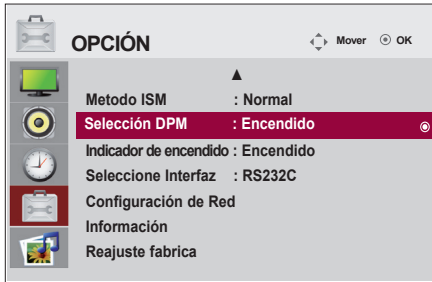 OPCIÓN
Mover OK
Metodo ISM : Normal
Selección DPM : Encendido
Indicador de encendido : Encendido
Seleccione Interfaz : RS232C
Configuración de Red
Información
Reajuste fabrica